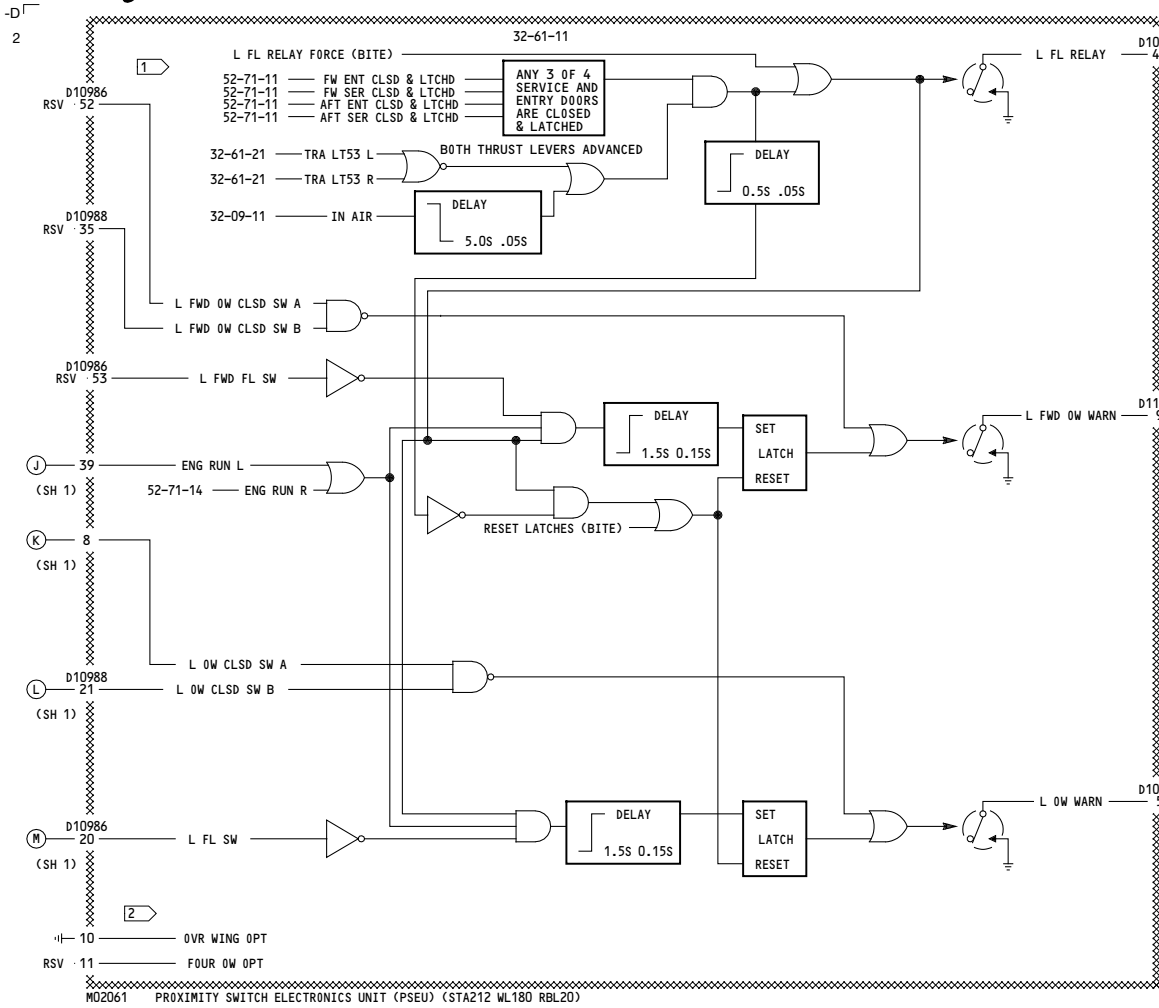 -D
2
32-61-11
L FL RELAY FORCE (BITE)
L FL RELAY
D10
4
1
52-71-11 FW ENT CLSD & LTCHD
52-71-11 FW SER CLSD & LTCHD
52-71-11 AFT ENT CLSD & LTCHD
52-71-11 AFT SER CLSD & LTCHD
ANY 3 OF 4
SERVICE AND
ENTRY DOORS
ARE CLOSED
& LATCHED
D10986
RSV 52
BOTH THRUST LEVERS ADVANCED
32-61-21 TRA LT53 L
32-61-21 TRA LT53 R
DELAY
0.5S .05S
32-09-11 IN AIR
DELAY
5.0S .05S
D10988
RSV 35
L FWD OW CLSD SW A
L FWD OW CLSD SW B
D10986
RSV 53 L FWD FL SW
DELAY
1.5S 0.15S
SET
LATCH
RESET
L FWD OW WARN
D11
J 39 ENG RUN L
(SH 1) 52-71-14 ENG RUN R
RESET LATCHES (BITE)
K 8
(SH 1)
L OW CLSD SW A
D10988
L 21 L OW CLSD SW B
(SH 1)
D10986
M 20 L FL SW
(SH 1)
DELAY
1.5S 0.15S
SET
LATCH
RESET
L OW WARN
D10
2
10 OVR WING OPT
RSV 11 FOUR OW OPT
M02061 PROXIMITY SWITCH ELECTRONICS UNIT (PSEU) (STA212 WL180 RBL20)